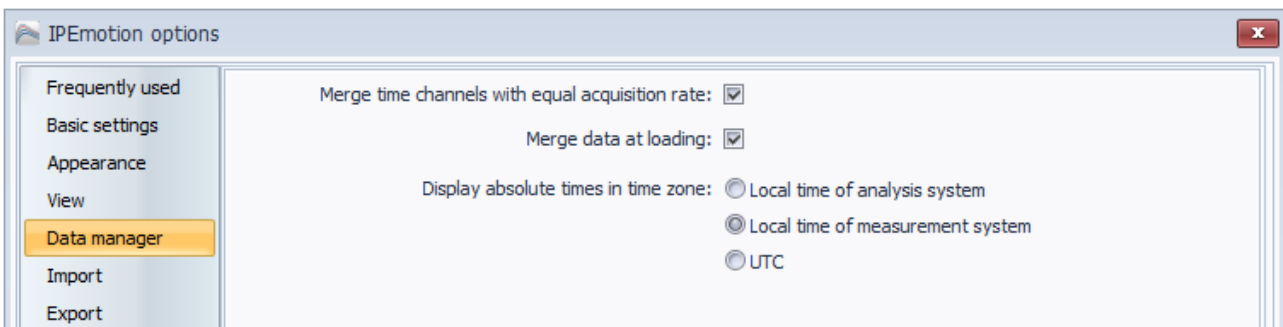 IPEmotion options
x
Frequently used
Basic settings
Appearance
View
Data manager
Import
Export
Merge time channels with equal acquisition rate:
Merge data at loading:
Display absolute times in time zone:
Local time of analysis system
Local time of measurement system
UTC